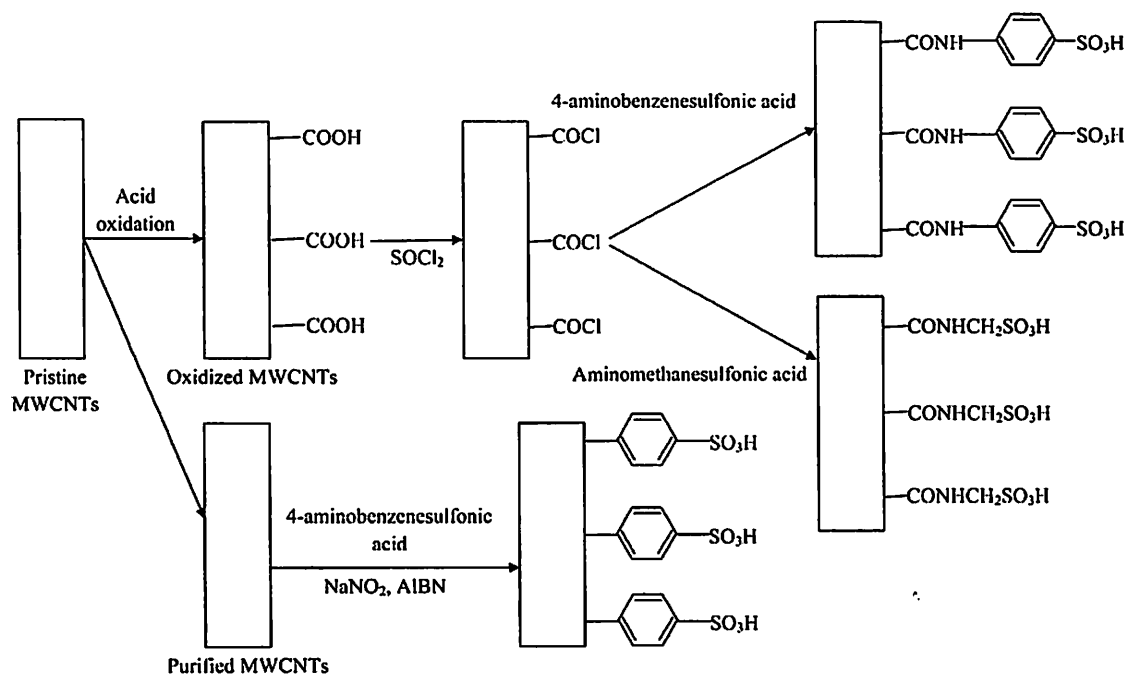 CONH
SO₃H
4-aminobenzenesulfonic acid
COOH
COCl
CONH
SO₃H
Acid
oxidation
COOH
SOCl₂
COCl
CONH
SO₃H
COOH
COCl
CONHCH₂SO₃H
Pristine
MWCNTs
Oxidized MWCNTs
Aminomethanesulfonic acid
CONHCH₂SO₃H
SO₃H
CONHCH₂SO₃H
4-aminobenzenesulfonic
acid
SO₃H
NaNO₂, AIBN
SO₃H
Purified MWCNTs